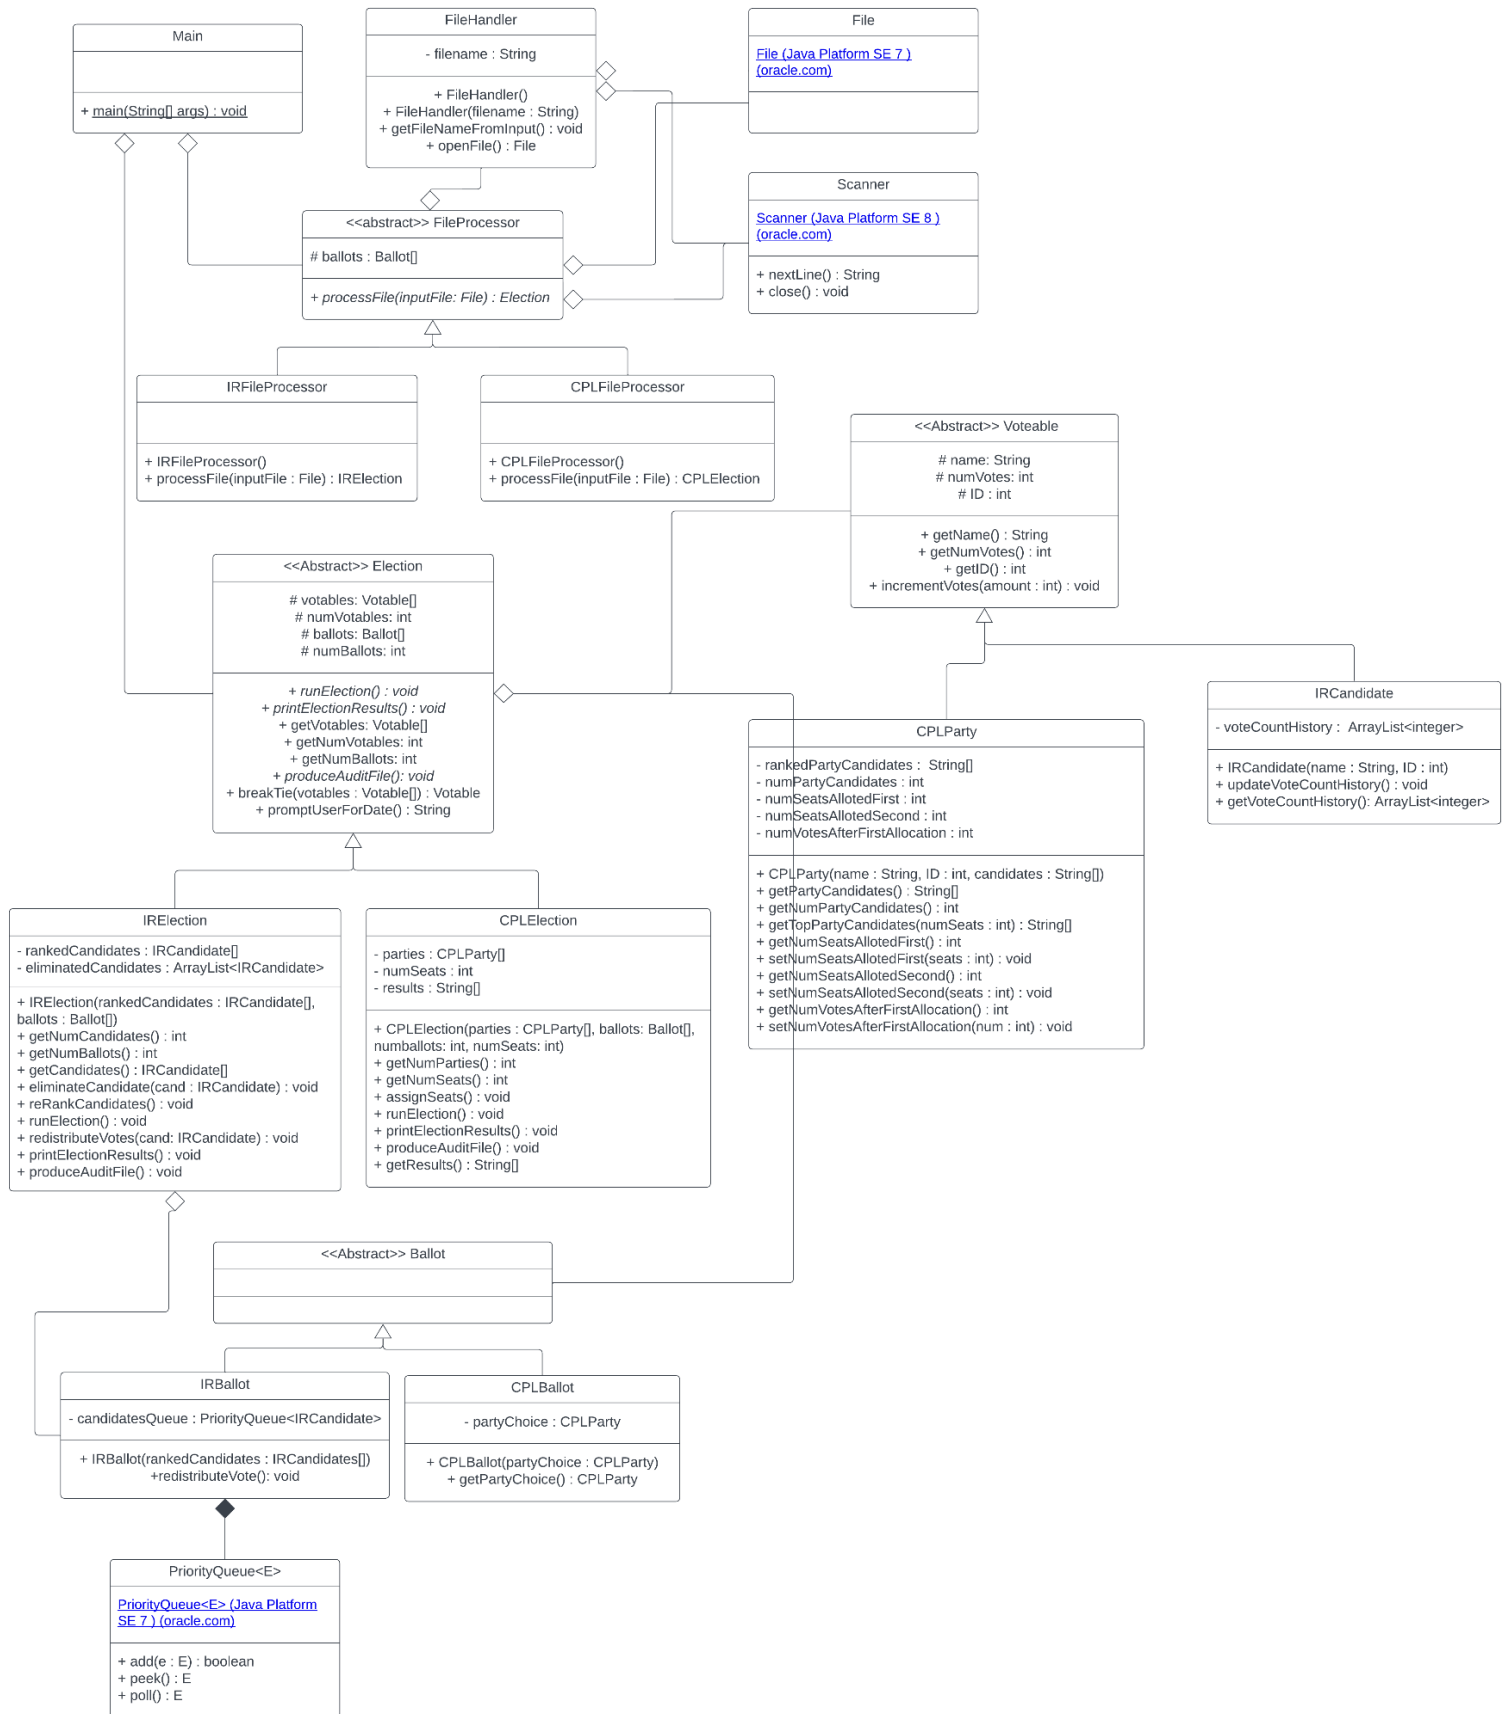 Main
+ main(String[] args) : void
FileHandler
- filename : String
+ FileHandler()
+ FileHandler(filename : String)
+ getFileNameFromInput() : void
+ openFile() : File
File
File (Java Platform SE 7 )
(oracle.com)
Scanner
Scanner (Java Platform SE 8 )
(oracle.com)
+ nextLine() : String
+ close() : void
<<abstract>> FileProcessor
# ballots : Ballot[]
+ processFile(inputFile: File) : Election
IRFileProcessor
+ IRFileProcessor()
+ processFile(inputFile : File) : IRElection
CPLFileProcessor
+ CPLFileProcessor()
+ processFile(inputFile : File) : CPLElection
<<Abstract>> Voteable
# name: String
# numVotes: int
# ID : int
+ getName() : String
+ getNumVotes() : int
+ getID() : int
+ incrementVotes(amount : int) : void
<<Abstract>> Election
# votables: Votable[]
# numVotables: int
# ballots: Ballot[]
# numBallots: int
+ runElection() : void
+ printElectionResults() : void
+ getVotables: Votable[]
+ getNumVotables: int
+ getNumBallots: int
+ produceAuditFile(): void
+ breakTie(votables : Votable[]) : Votable
+ promptUserForDate() : String
CPLParty
- rankedPartyCandidates :  String[]
- numPartyCandidates : int
- numSeatsAllotedFirst : int
- numSeatsAllotedSecond : int
- numVotesAfterFirstAllocation : int
+ CPLParty(name : String, ID : int, candidates : String[])
+ getPartyCandidates() : String[]
+ getNumPartyCandidates() : int
+ getTopPartyCandidates(numSeats : int) : String[]
+ getNumSeatsAllotedFirst() : int
+ setNumSeatsAllotedFirst(seats : int) : void
+ getNumSeatsAllotedSecond() : int
+ setNumSeatsAllotedSecond(seats : int) : void
+ getNumVotesAfterFirstAllocation() : int
+ setNumVotesAfterFirstAllocation(num : int) : void
IRCandidate
- voteCountHistory :  ArrayList<integer>
+ IRCandidate(name : String, ID : int)
+ updateVoteCountHistory() : void
+ getVoteCountHistory(): ArrayList<integer>
IRElection
- rankedCandidates : IRCandidate[]
- eliminatedCandidates : ArrayList<IRCandidate>
+ IRElection(rankedCandidates : IRCandidate[],
ballots : Ballot[])
+ getNumCandidates() : int
+ getNumBallots() : int
+ getCandidates() : IRCandidate[]
+ eliminateCandidate(cand : IRCandidate) : void
+ reRankCandidates() : void
+ runElection() : void
+ redistributeVotes(cand: IRCandidate) : void
+ printElectionResults() : void
+ produceAuditFile() : void
CPLElection
- parties : CPLParty[]
- numSeats : int
- results : String[]
+ CPLElection(parties : CPLParty[], ballots: Ballot[],
numballots: int, numSeats: int)
+ getNumParties() : int
+ getNumSeats() : int
+ assignSeats() : void
+ runElection() : void
+ printElectionResults() : void
+ produceAuditFile() : void
+ getResults() : String[]
<<Abstract>> Ballot
IRBallot
- candidatesQueue : PriorityQueue<IRCandidate>
+ IRBallot(rankedCandidates : IRCandidates[])
+redistributeVote(): void
CPLBallot
- partyChoice : CPLParty
+ CPLBallot(partyChoice : CPLParty)
+ getPartyChoice() : CPLParty
PriorityQueue<E>
PriorityQueue<E> (Java Platform
SE 7 ) (oracle.com)
+ add(e : E) : boolean
+ peek() : E
+ poll() : E